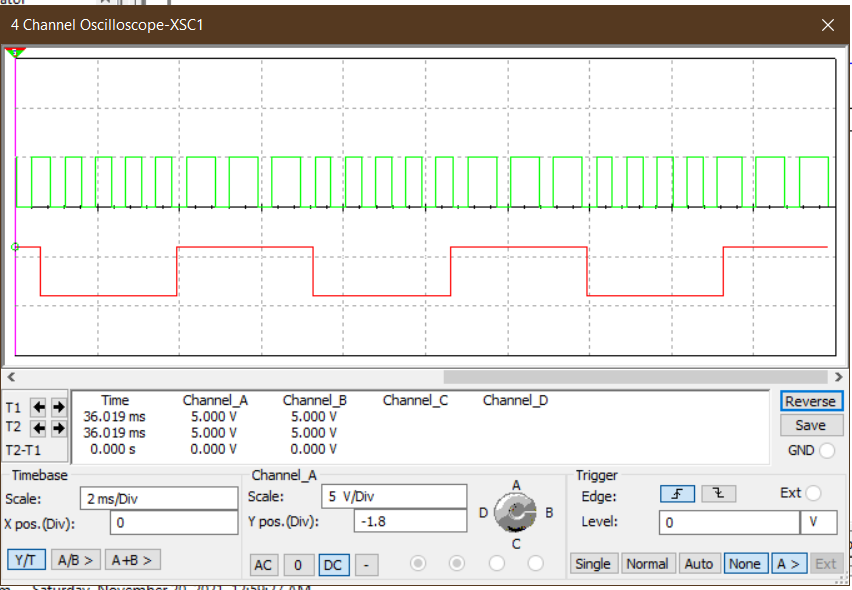 4 Channel Oscilloscope-XSC1
Time Channel_A Channel_B Channel_C Channel_D
T1 36.019 ms 5.000 V 5.000 V
T2 36.019 ms 5.000 V 5.000 V
T2-T1 0.000 s 0.000 V 0.000 V
Reverse
Save
GND
Timebase
Scale: 2 ms/Div
X pos.(Div): 0
Y/T A/B > A+B >
Channel_A
Scale: 5 V/Div
Y pos.(Div): -1.8
AC 0 DC -
A
D B
C
Trigger
Edge: Ext
Level: 0 V
Single Normal Auto None A > Ext